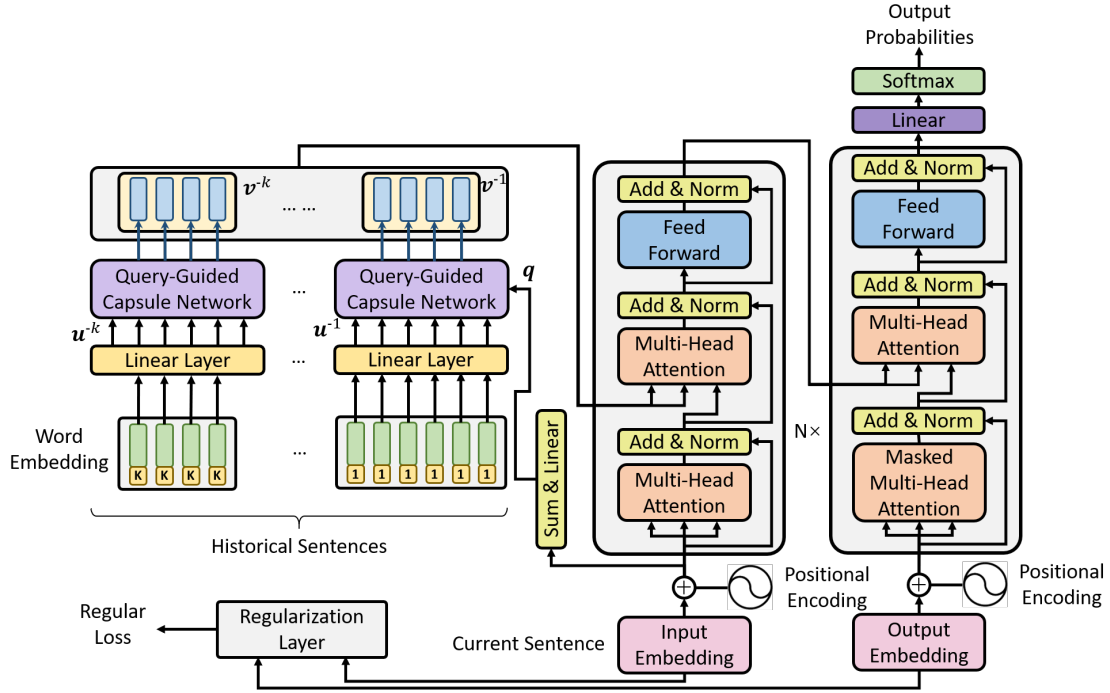 Output
Probabilities
Softmax
Linear
Add & Norm
Feed
Forward
Add & Norm
Multi-Head
Attention
Add & Norm
Masked
Multi-Head
Attention
Positional
Encoding
Output
Embedding
N×
Add & Norm
Feed
Forward
Add & Norm
Multi-Head
Attention
Add & Norm
Multi-Head
Attention
Positional
Encoding
Input
Embedding
Current Sentence
v-k
... ...
v-1
Query-Guided
Capsule Network
...
Query-Guided
Capsule Network
q
u-k
u-1
Linear Layer
...
Linear Layer
Word
Embedding
K K K K
...
1 1 1 1 1 1
Historical Sentences
Sum & Linear
Regular
Loss
Regularization
Layer